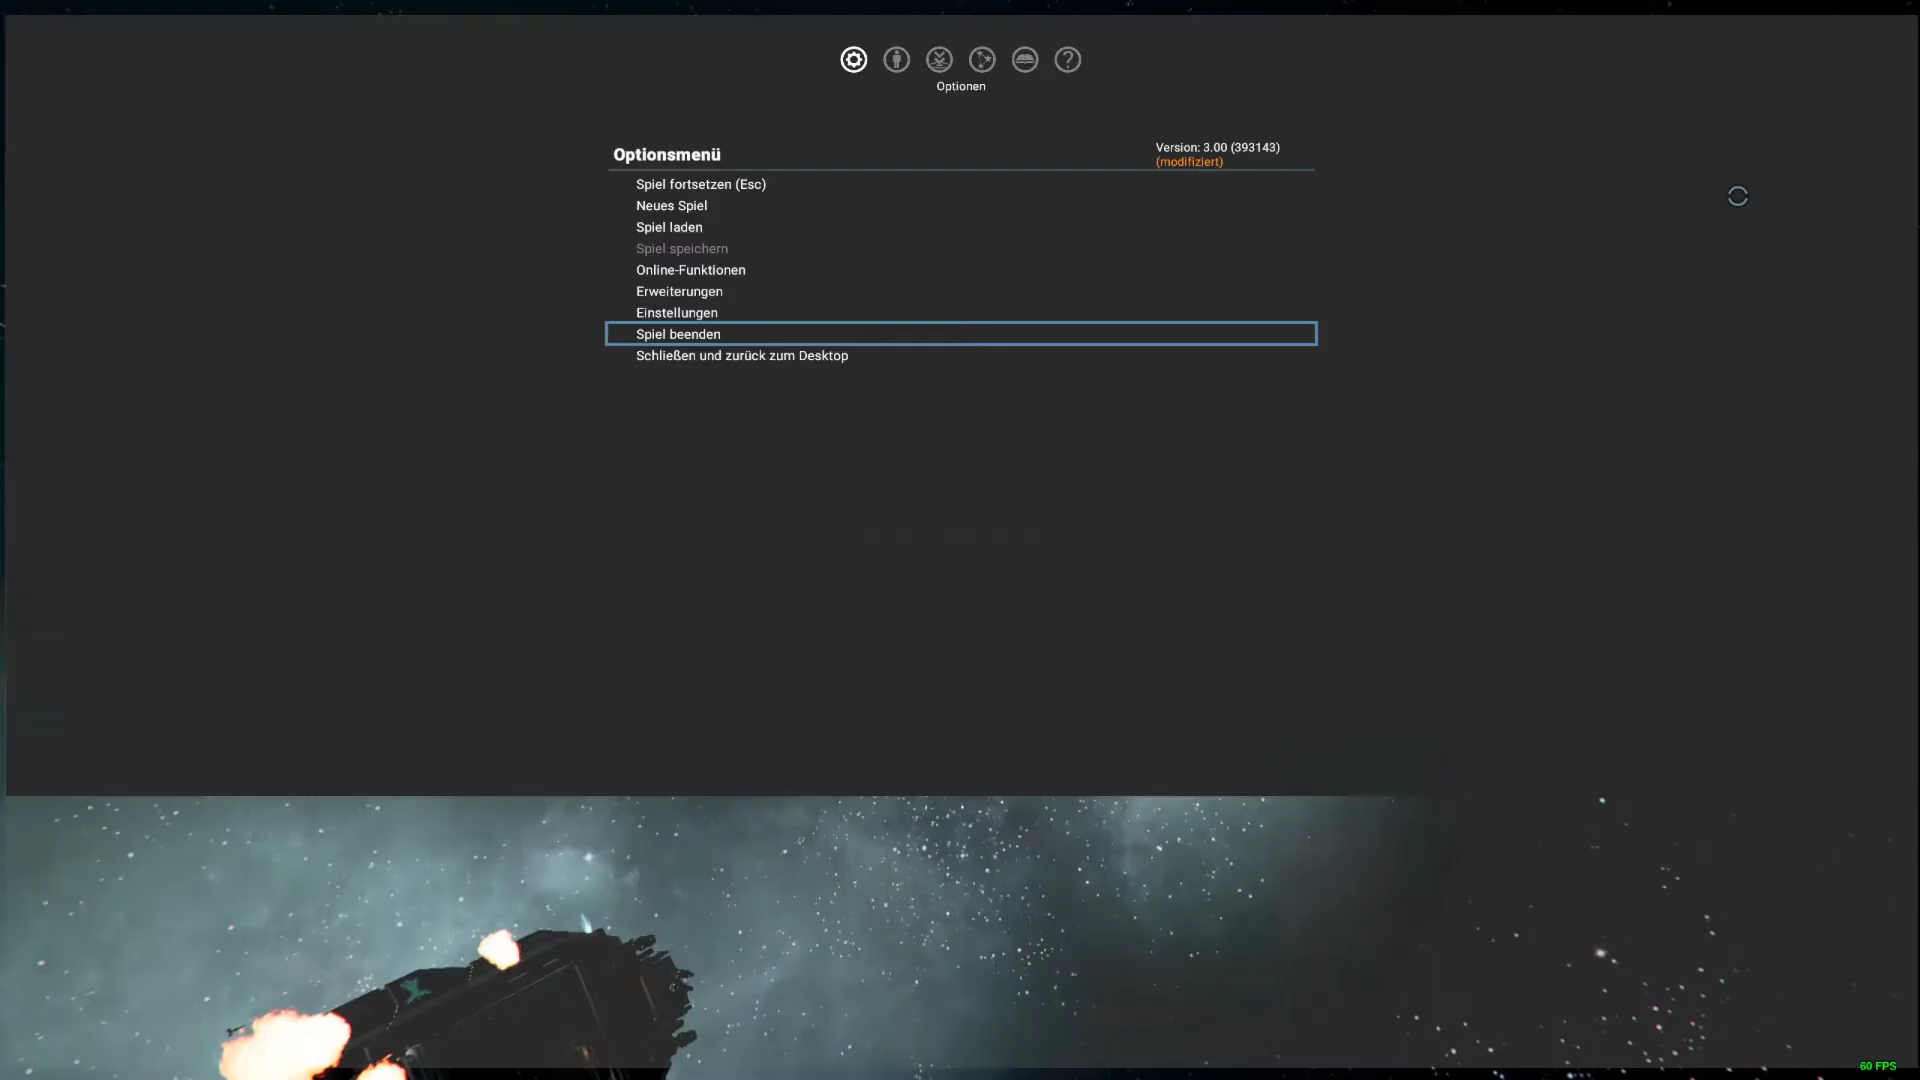 Optionen
Optionsmenü
Version: 3.00 (393143)
(modifiziert)
Spiel fortsetzen (Esc)
Neues Spiel
Spiel laden
Spiel speichern
Online-Funktionen
Erweiterungen
Einstellungen
Spiel beenden
Schließen und zurück zum Desktop
60 FPS